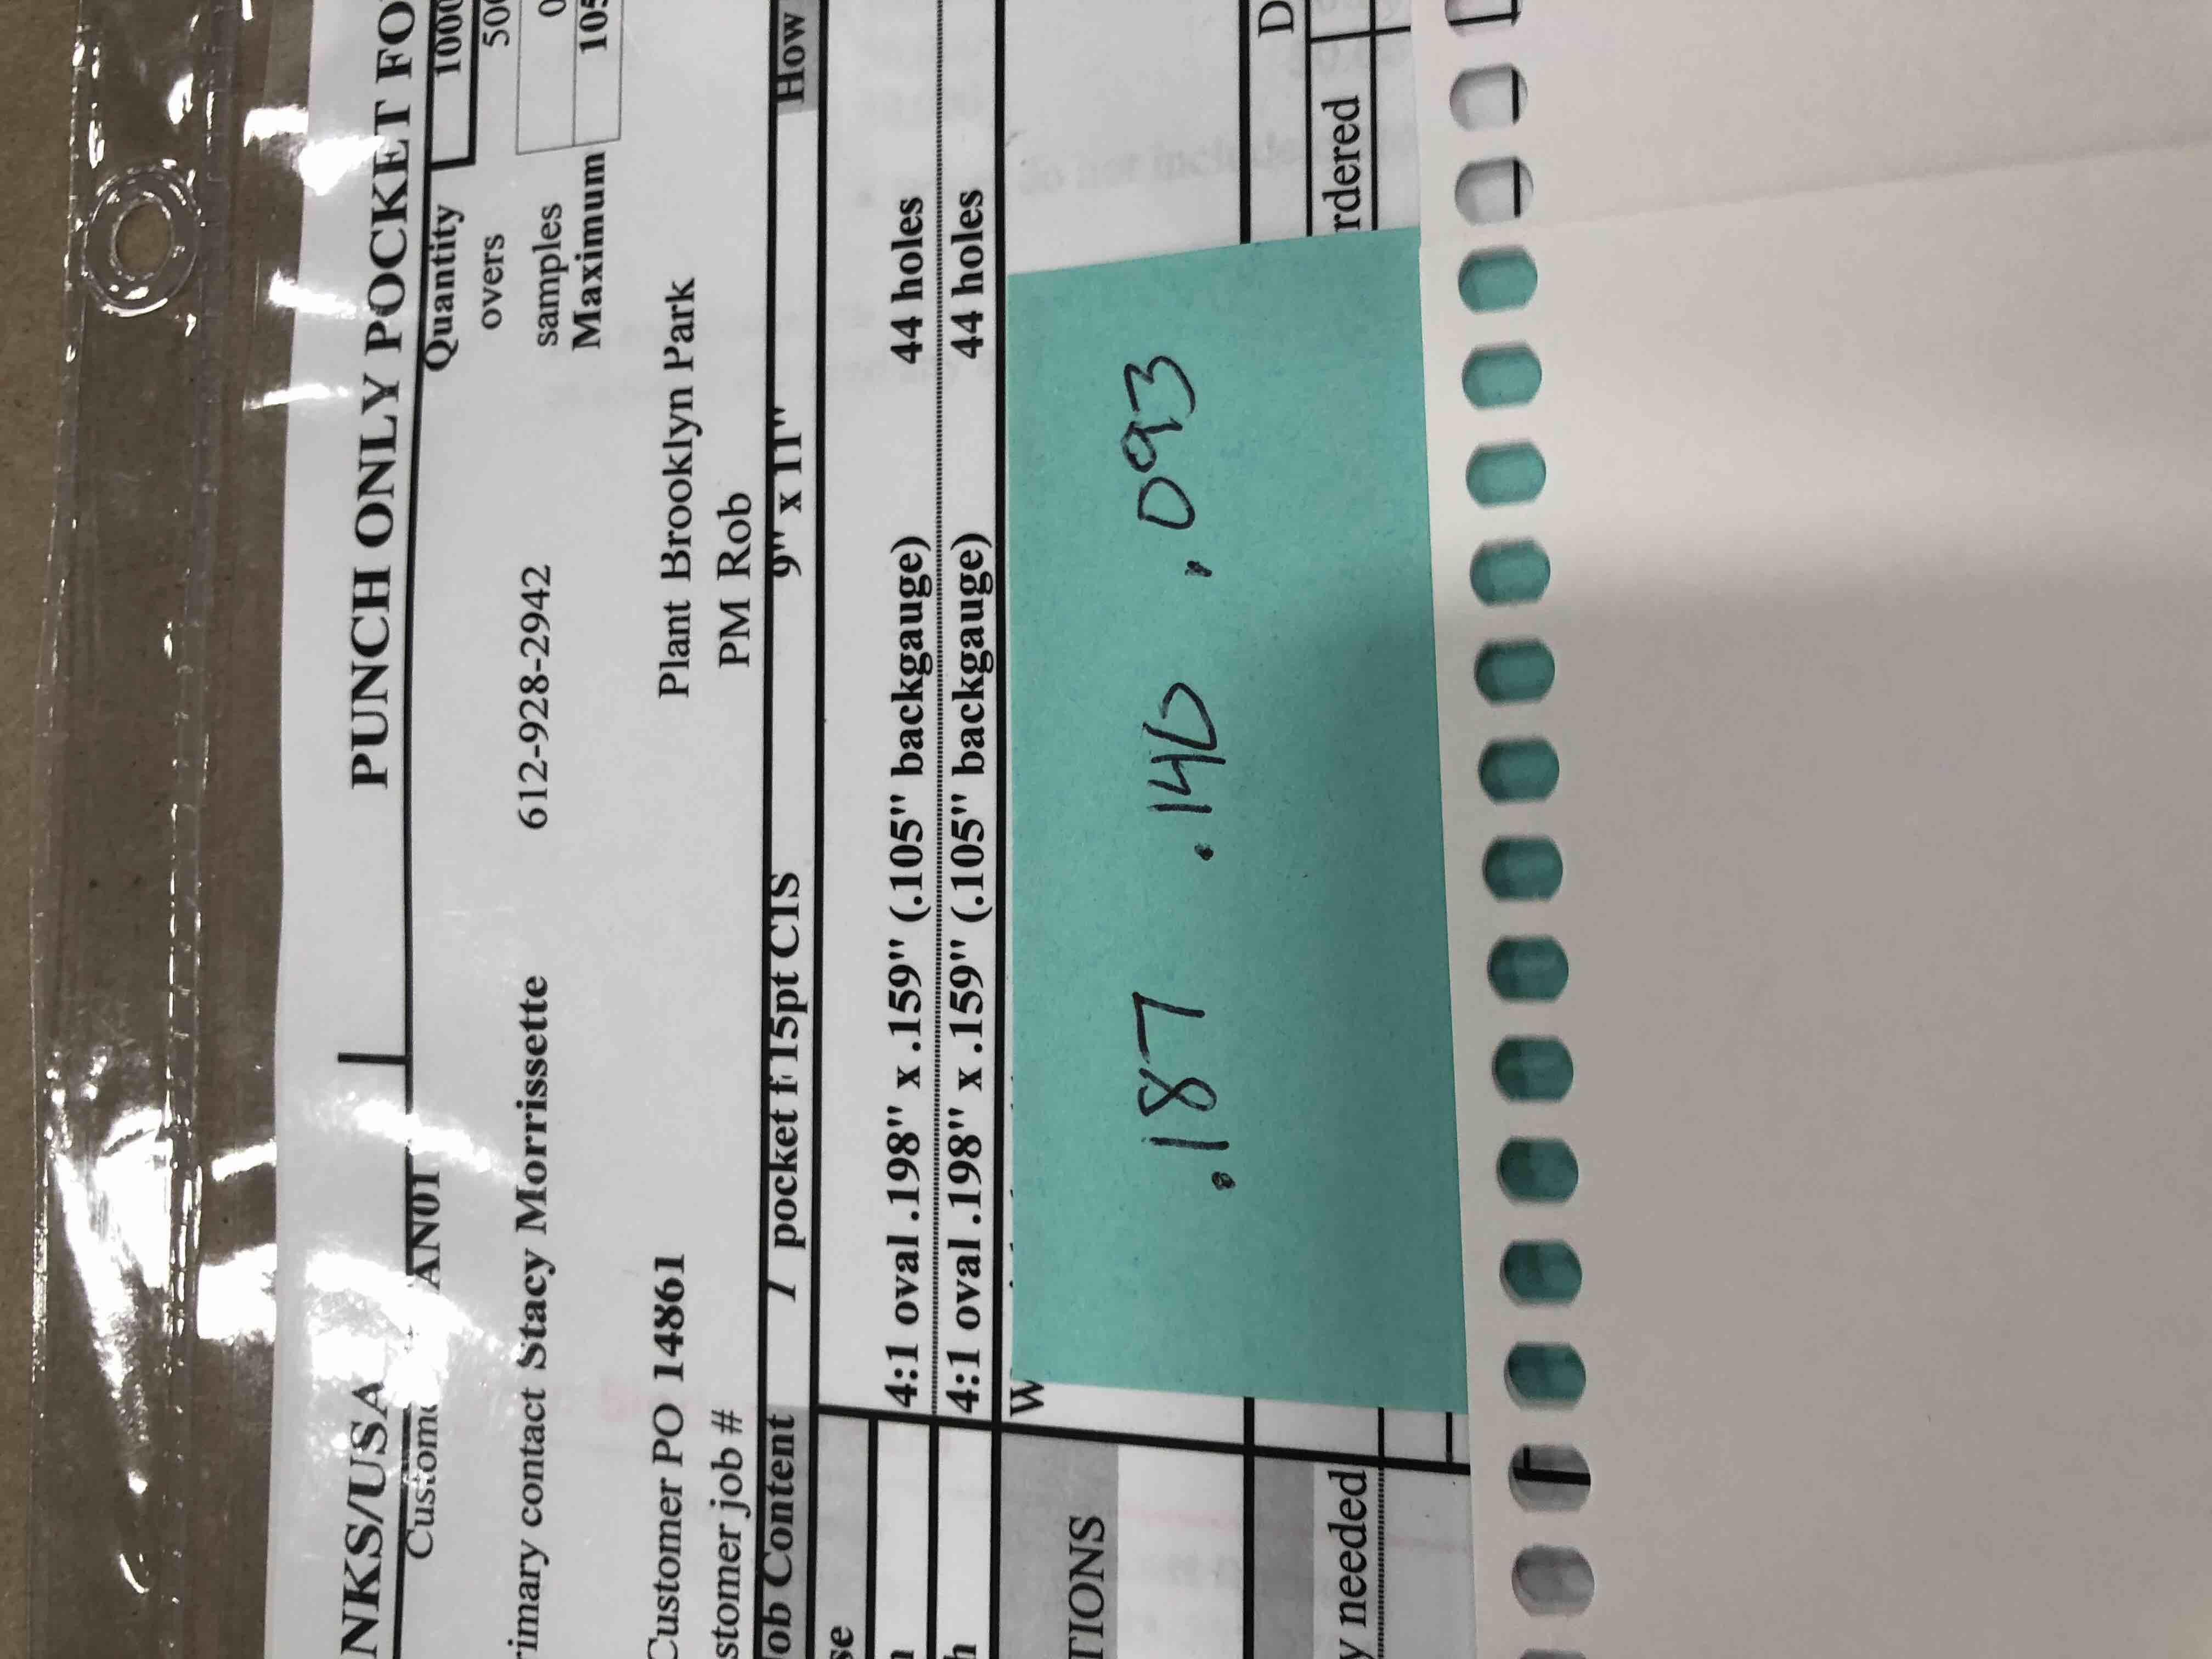 NKS/USA PUNCH ONLY POCKET FO
Quantity 1000
AN01
overs 500
rimary contact Stacy Morrissette 612-928-2942 samples 0
Maximum 105
Customer PO 14861 Plant Brooklyn Park
stomer job # PM Rob
ob Content 15pt C1S 9" x 11" How
se
4:1 oval .198" x .159" (.105" backgauge) 44 holes
h 4:1 oval .198" x .159" (.105" backgauge) 44 holes
W
TIONS
.187 .140 .093
D
y needed rdered